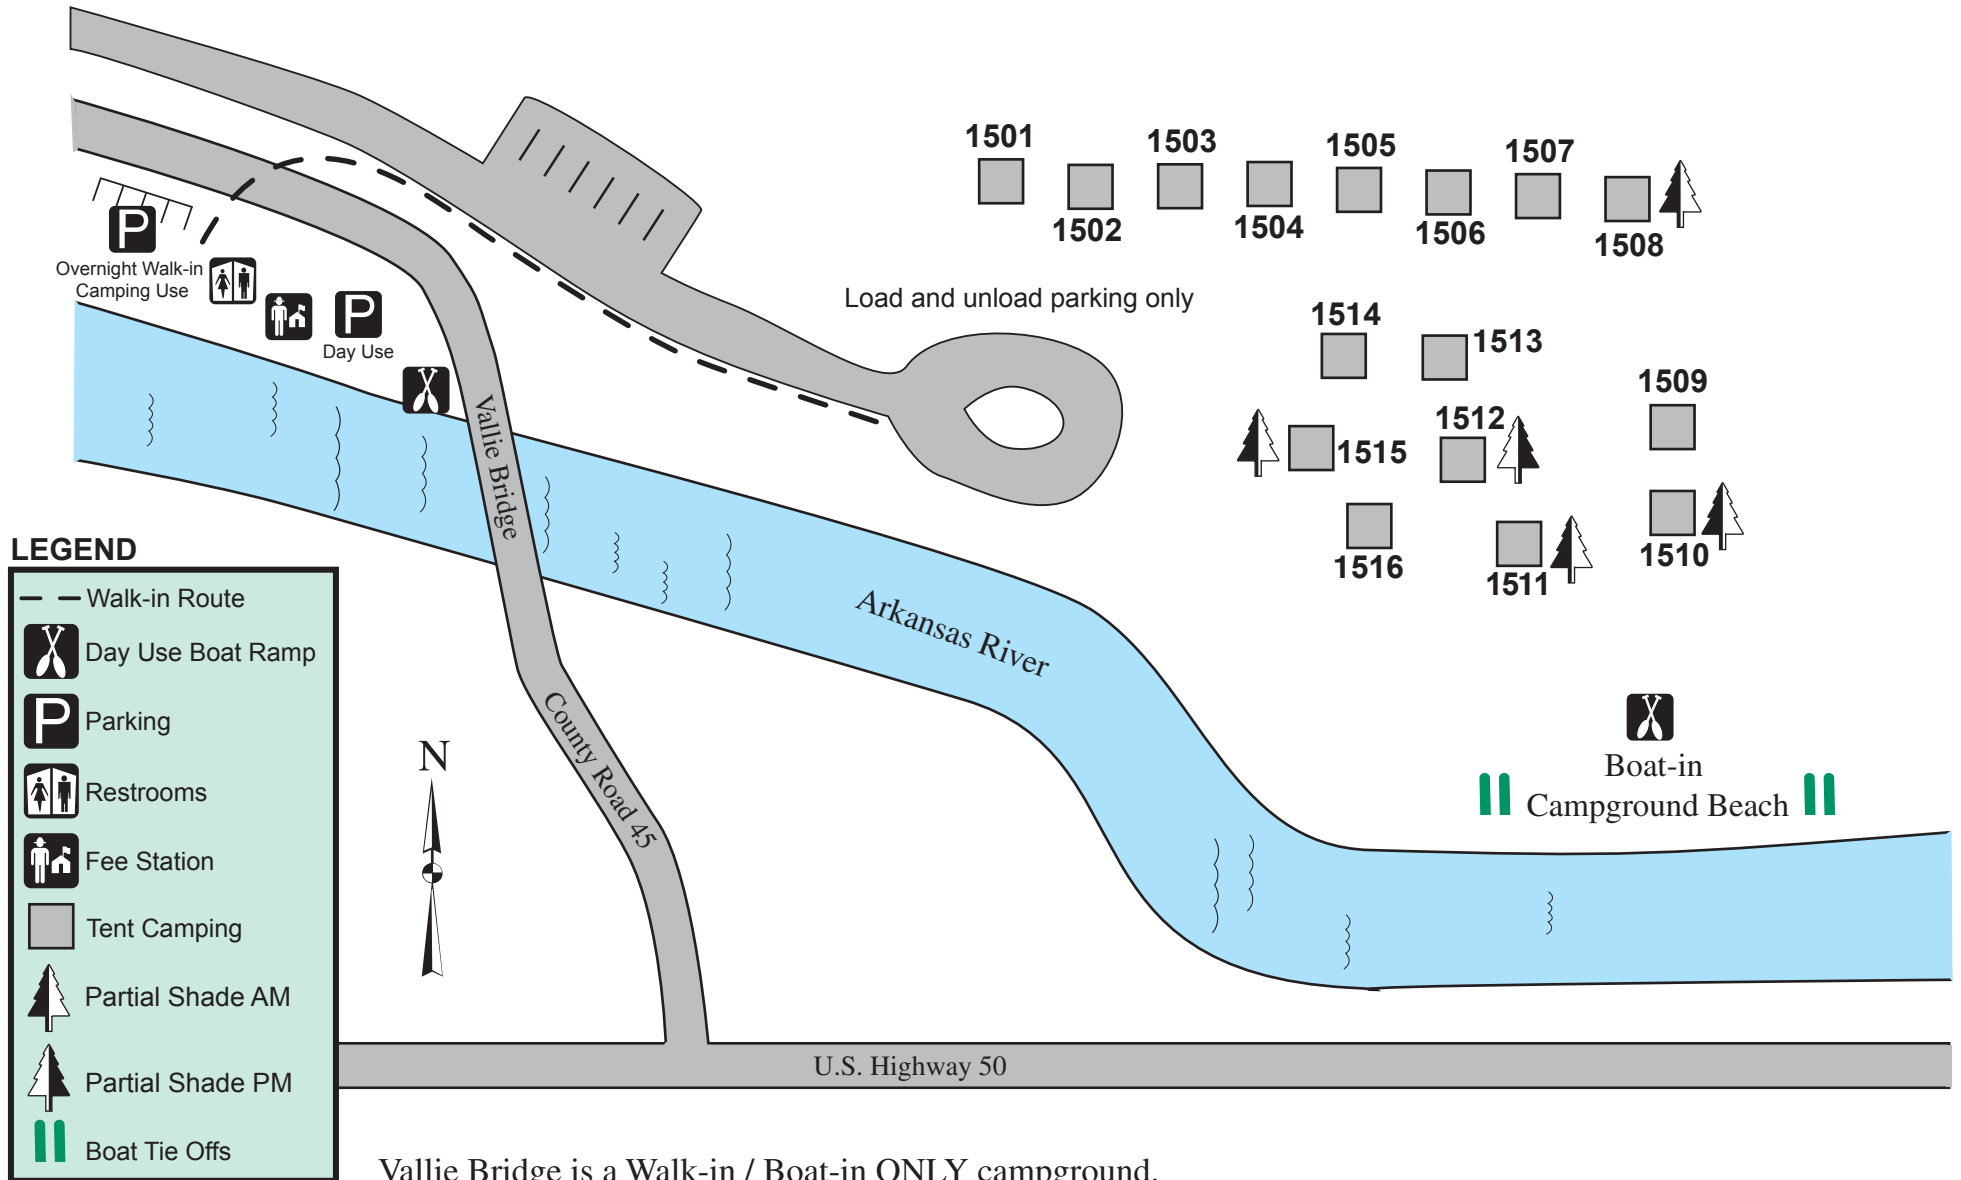 1501
1503
1505
1507
1502
1504
1506
1508
P
Overnight Walk-in
Camping Use
P
Day Use
Load and unload parking only
1514
1513
1509
1512
1515
1516
1511
1510
Vallie Bridge
Arkansas River
County Road 45
N
Boat-in
Campground Beach
U.S. Highway 50
LEGEND
Walk-in Route
Day Use Boat Ramp
P Parking
Restrooms
Fee Station
Tent Camping
Partial Shade AM
Partial Shade PM
Boat Tie Offs
Vallie Bridge is a Walk-in / Boat-in ONLY campground.